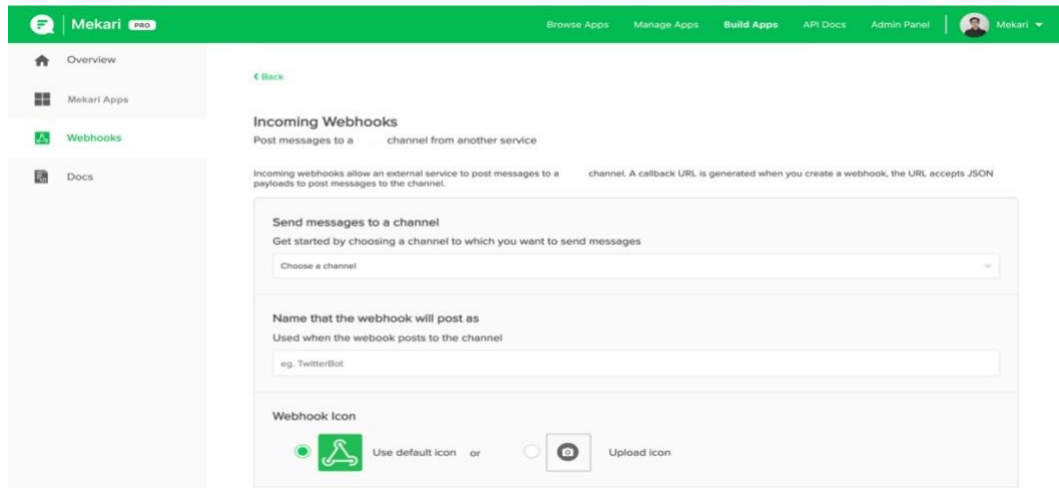 Mekari PRO
Browse Apps Manage Apps Build Apps API Docs Admin Panel Mekari
Overview
Mekari Apps
Webhooks
Docs
Back
Incoming Webhooks
Post messages to a channel from another service
Incoming webhooks allow an external service to post messages to a channel. A callback URL is generated when you create a webhook, the URL accepts JSON
payloads to post messages to the channel.
Send messages to a channel
Get started by choosing a channel to which you want to send messages
Choose a channel
Name that the webhook will post as
Used when the webook posts to the channel
eg. TwitterBot
Webhook Icon
Use default icon or Upload icon